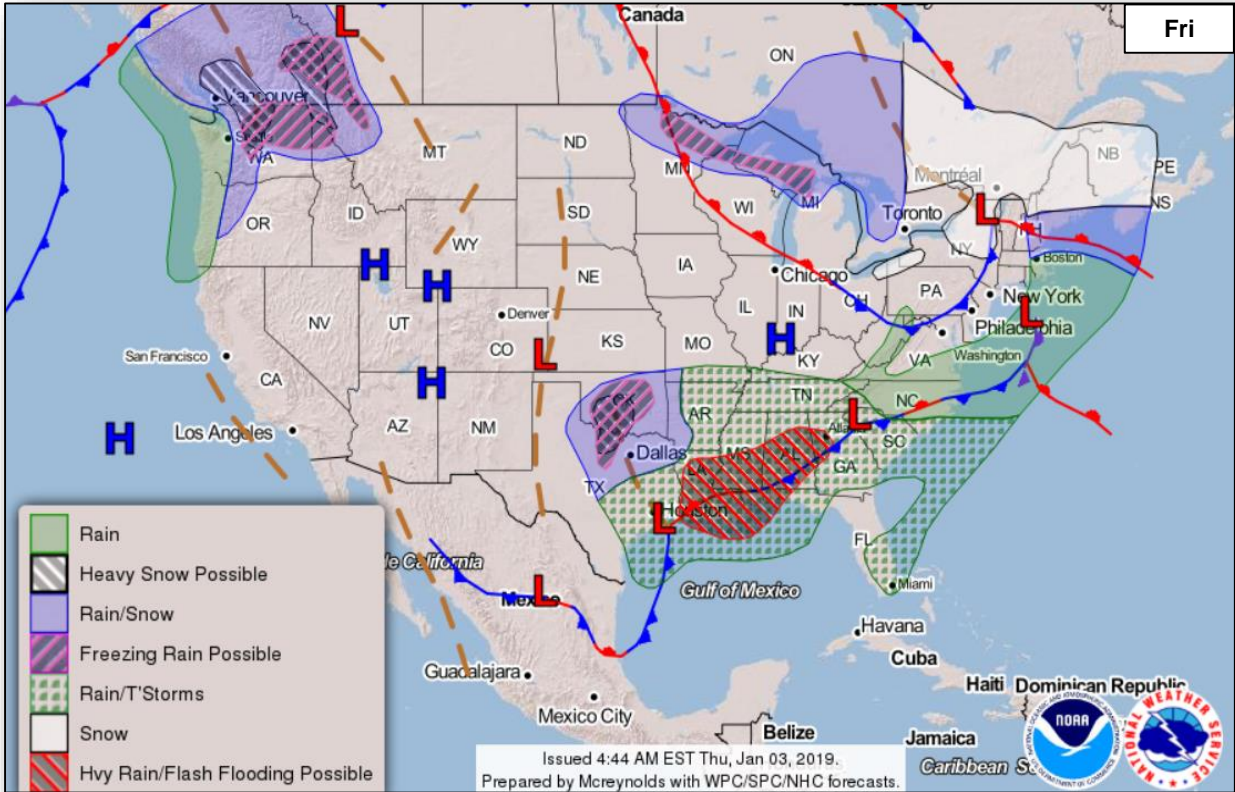 Fri
Canada
ON
Vancouver
WA
MT
ND
MN
Montréal
NB
PE
NS
OR
ID
WY
SD
WI
MI
Toronto
NY
NH
Boston
NE
IA
Chicago
IL
IN
OH
PA
New York
Philadelphia
NV
UT
Denver
CO
KS
MO
KY
VA
Washington
San Francisco
CA
AZ
NM
OK
AR
TN
NC
Los Angeles
Dallas
TX
LA
MS
AL
Atlanta
GA
SC
Houston
FL
Miami
Gulf of Mexico
Mexico
Guadalajara
Mexico City
Havana
Cuba
Haiti
Dominican Republic
Belize
Jamaica
Caribbean
H
H
H
H
H
L
L
L
L
L
L
L
Rain
Heavy Snow Possible
Rain/Snow
Freezing Rain Possible
Rain/T'Storms
Snow
Hvy Rain/Flash Flooding Possible
Issued 4:44 AM EST Thu, Jan 03, 2019.
Prepared by Mcreynolds with WPC/SPC/NHC forecasts.
NOAA
NATIONAL WEATHER SERVICE